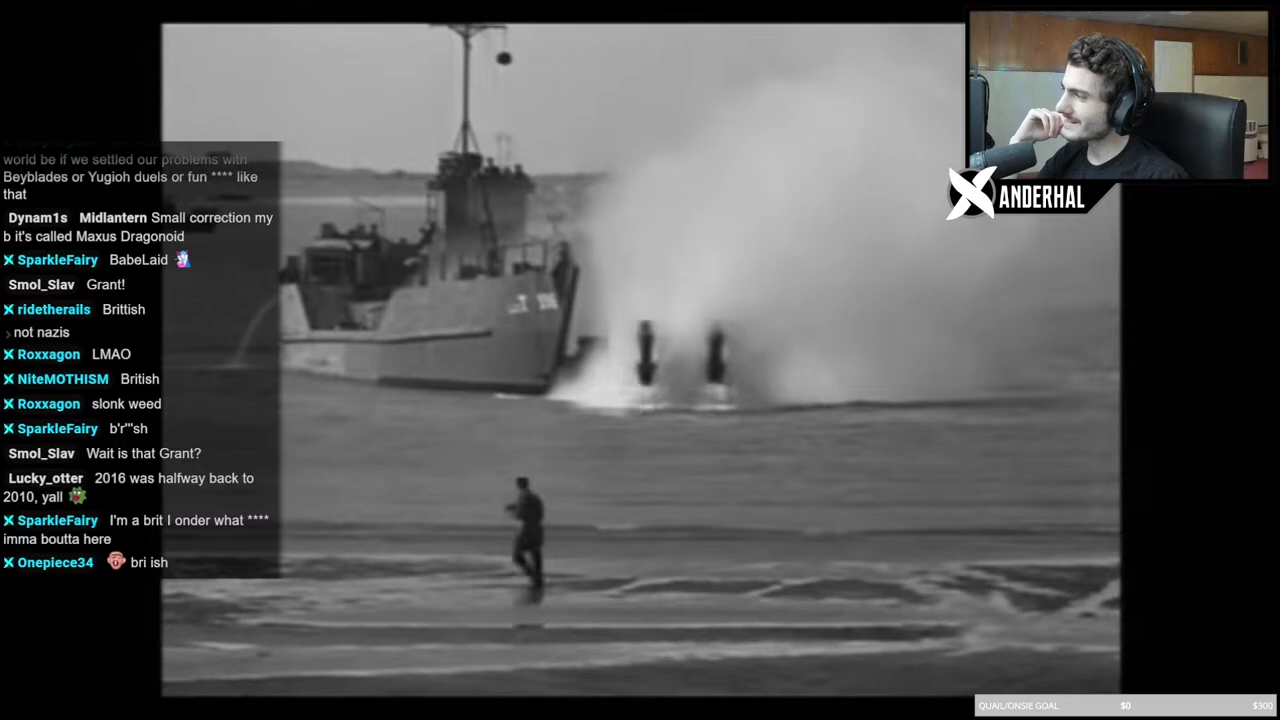 world be if we settled our problems with
Beyblades or Yugioh duels or fun **** like
that
Dynam1s Midlantern Small correction my
b it's called Maxus Dragonoid
SparkleFairy BabeLaid
Smol_Slav Grant!
ridetherails Brittish
not nazis
Roxxagon LMAO
NiteMOTHISM British
Roxxagon slonk weed
SparkleFairy b'r'"sh
Smol_Slav Wait is that Grant?
Lucky_otter 2016 was halfway back to
2010, yall
SparkleFairy I'm a brit I onder what ****
imma boutta here
Onepiece34 bri ish
XANDERHAL
QUAIL/ONSIE GOAL $0 $300